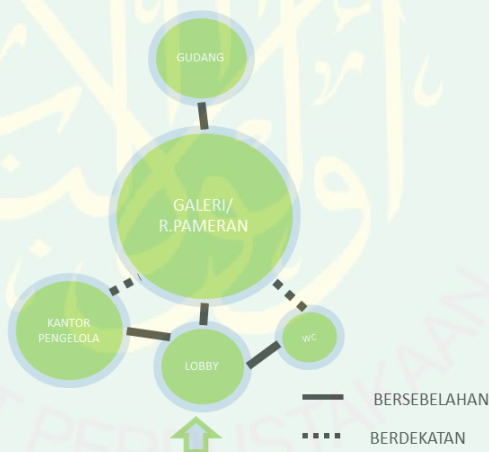 GUDANG
GALERI/
R.PAMERAN
KANTOR
PENGELOLA
LOBBY
WC
BERSEBELAHAN
BERDEKATAN